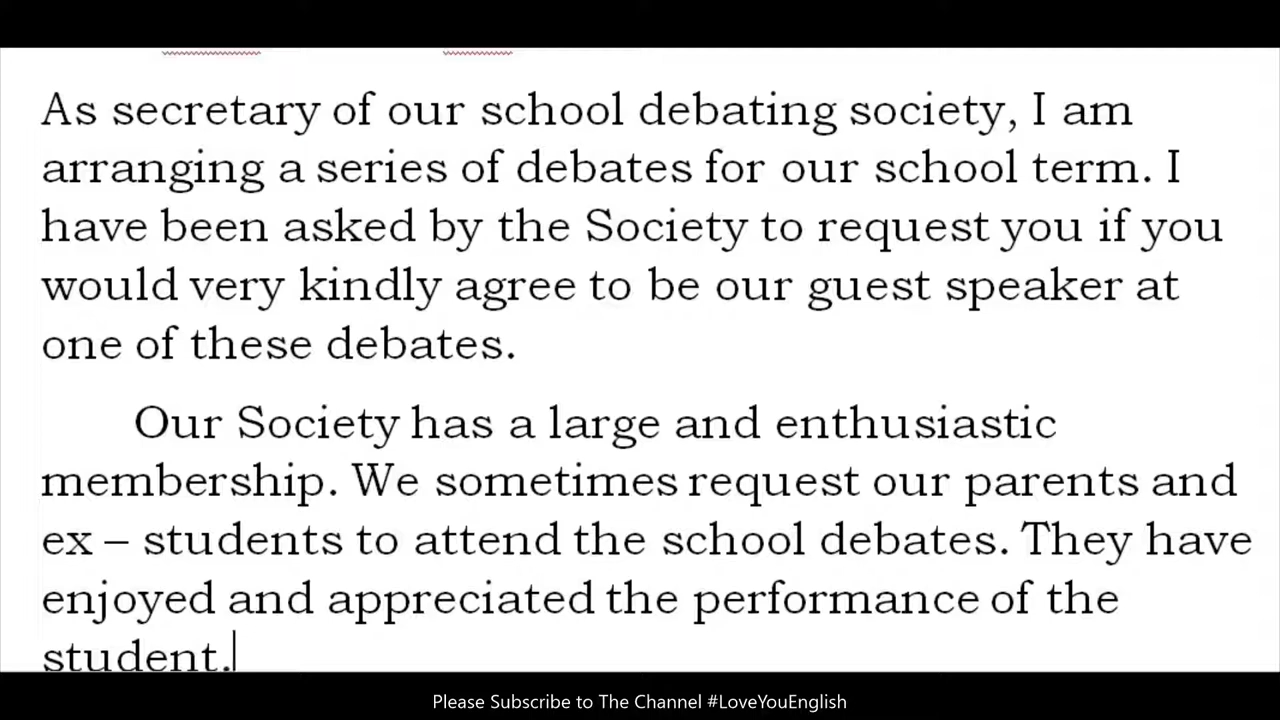 As secretary of our school debating society, I am
arranging a series of debates for our school term. I
have been asked by the Society to request you if you
would very kindly agree to be our guest speaker at
one of these debates.
Our Society has a large and enthusiastic
membership. We sometimes request our parents and
ex – students to attend the school debates. They have
enjoyed and appreciated the performance of the
student.
Please Subscribe to The Channel #LoveYouEnglish